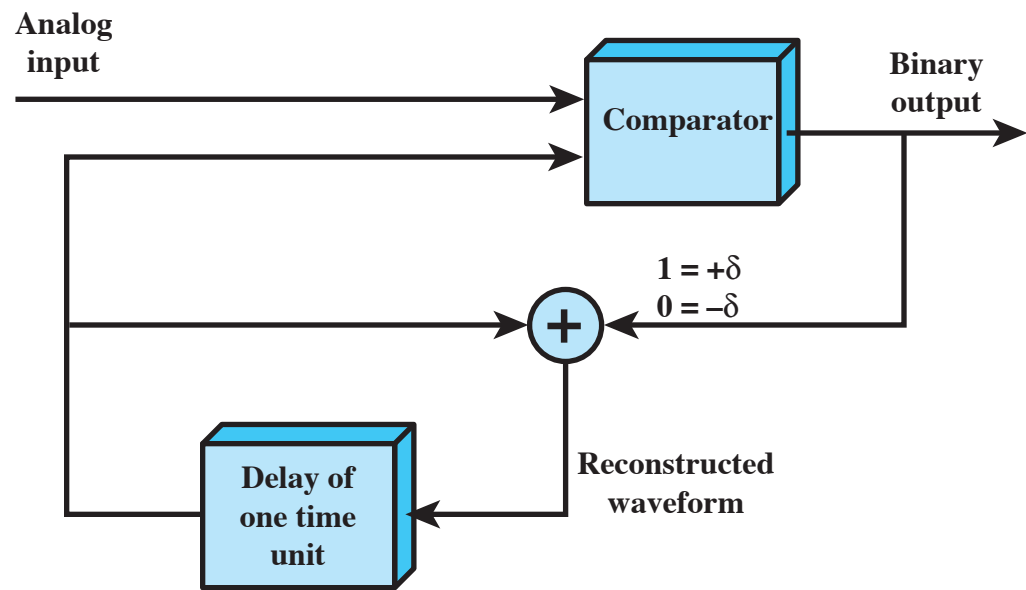 Analog
input
Comparator
Binary
output
1 = +δ
0 = –δ
+
Reconstructed
waveform
Delay of
one time
unit